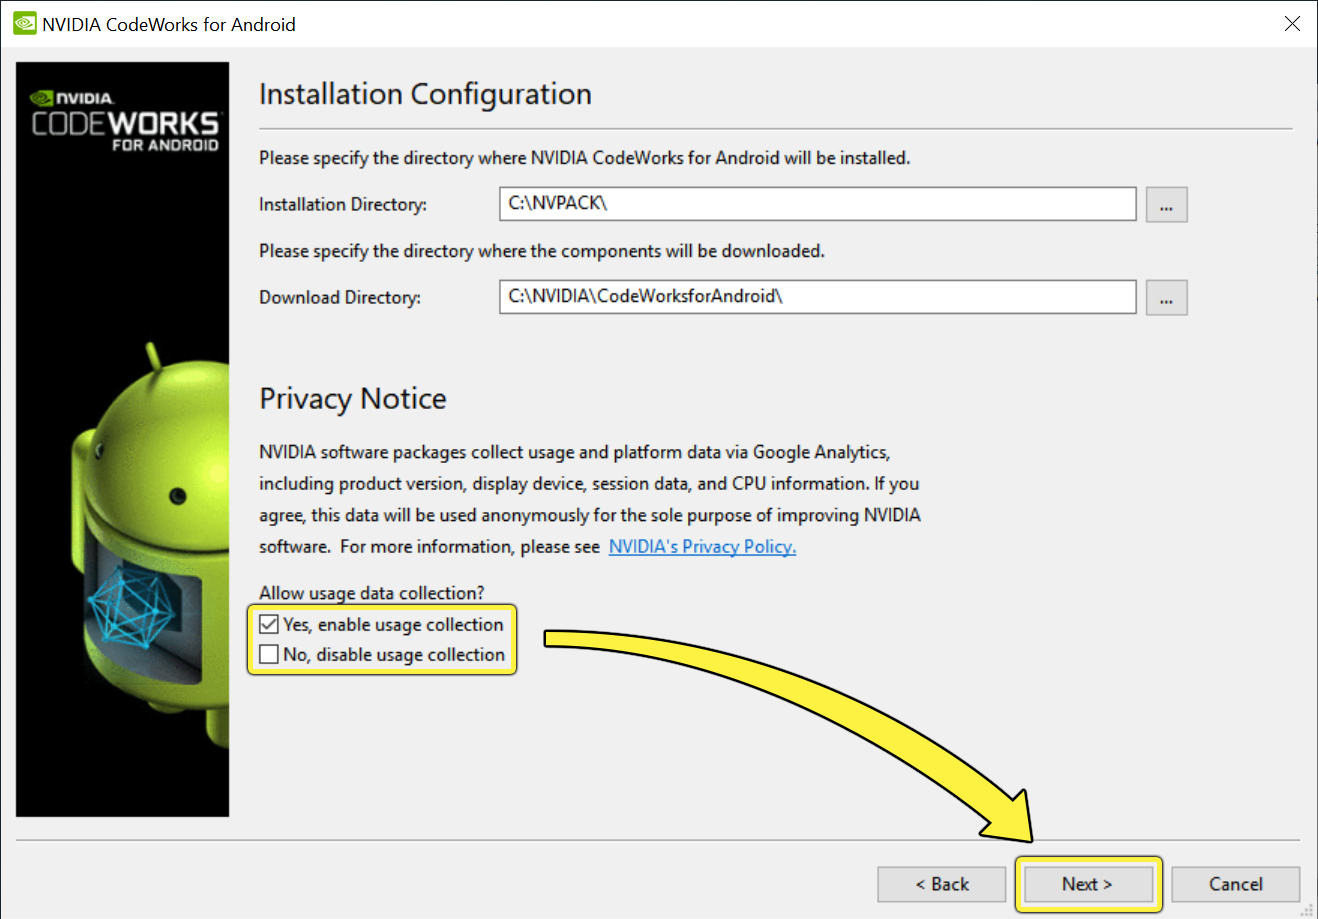 NVIDIA CodeWorks for Android
NVIDIA.
CODEWORKS
FOR ANDROID
Installation Configuration
Please specify the directory where NVIDIA CodeWorks for Android will be installed.
Installation Directory: C:\NVPACK\ ...
Please specify the directory where the components will be downloaded.
Download Directory: C:\NVIDIA\CodeWorksforAndroid\ ...
Privacy Notice
NVIDIA software packages collect usage and platform data via Google Analytics,
including product version, display device, session data, and CPU information. If you
agree, this data will be used anonymously for the sole purpose of improving NVIDIA
software. For more information, please see NVIDIA's Privacy Policy.
Allow usage data collection?
Yes, enable usage collection
No, disable usage collection
< Back Next > Cancel